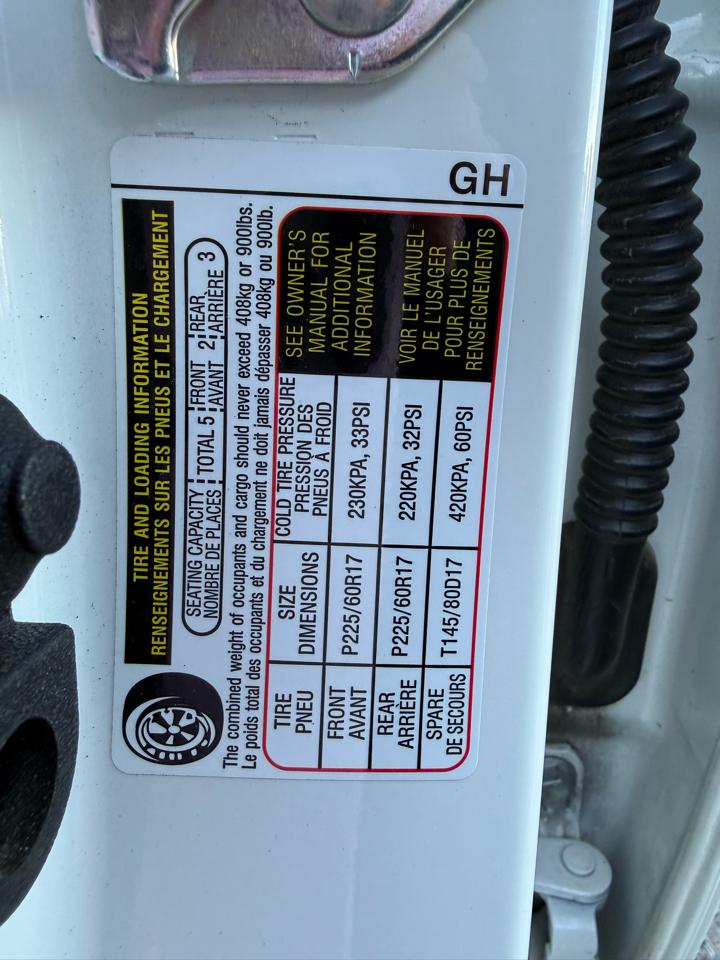 GH
TIRE AND LOADING INFORMATION
RENSEIGNEMENTS SUR LES PNEUS ET LE CHARGEMENT
SEATING CAPACITY TOTAL 5 FRONT 2 REAR 3
NOMBRE DE PLACES AVANT ARRIÈRE
The combined weight of occupants and cargo should never exceed 408kg or 900lbs.
Le poids total des occupants et du chargement ne doit jamais dépasser 408kg ou 900lb.
TIRE SIZE COLD TIRE PRESSURE
PNEU DIMENSIONS PRESSION DES
PNEUS À FROID
FRONT P225/60R17 230KPA, 33PSI
AVANT
REAR P225/60R17 220KPA, 32PSI
ARRIÈRE
SPARE T145/80D17 420KPA, 60PSI
DE SECOURS
SEE OWNER'S
MANUAL FOR
ADDITIONAL
INFORMATION
VOIR LE MANUEL
DE L'USAGER
POUR PLUS DE
RENSEIGNEMENTS